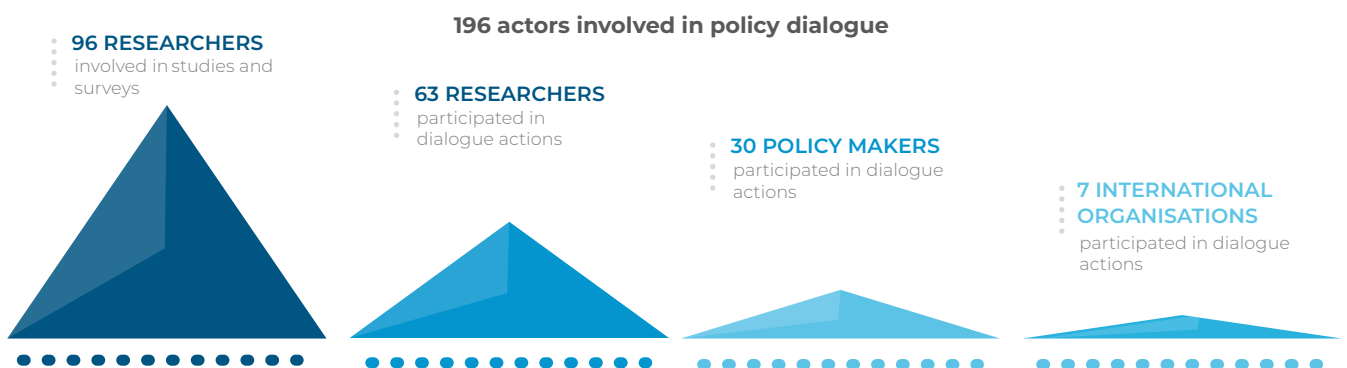 196 actors involved in policy dialogue
96 RESEARCHERS
involved in studies and
surveys
63 RESEARCHERS
participated in
dialogue actions
30 POLICY MAKERS
participated in dialogue
actions
7 INTERNATIONAL
ORGANISATIONS
participated in dialogue
actions